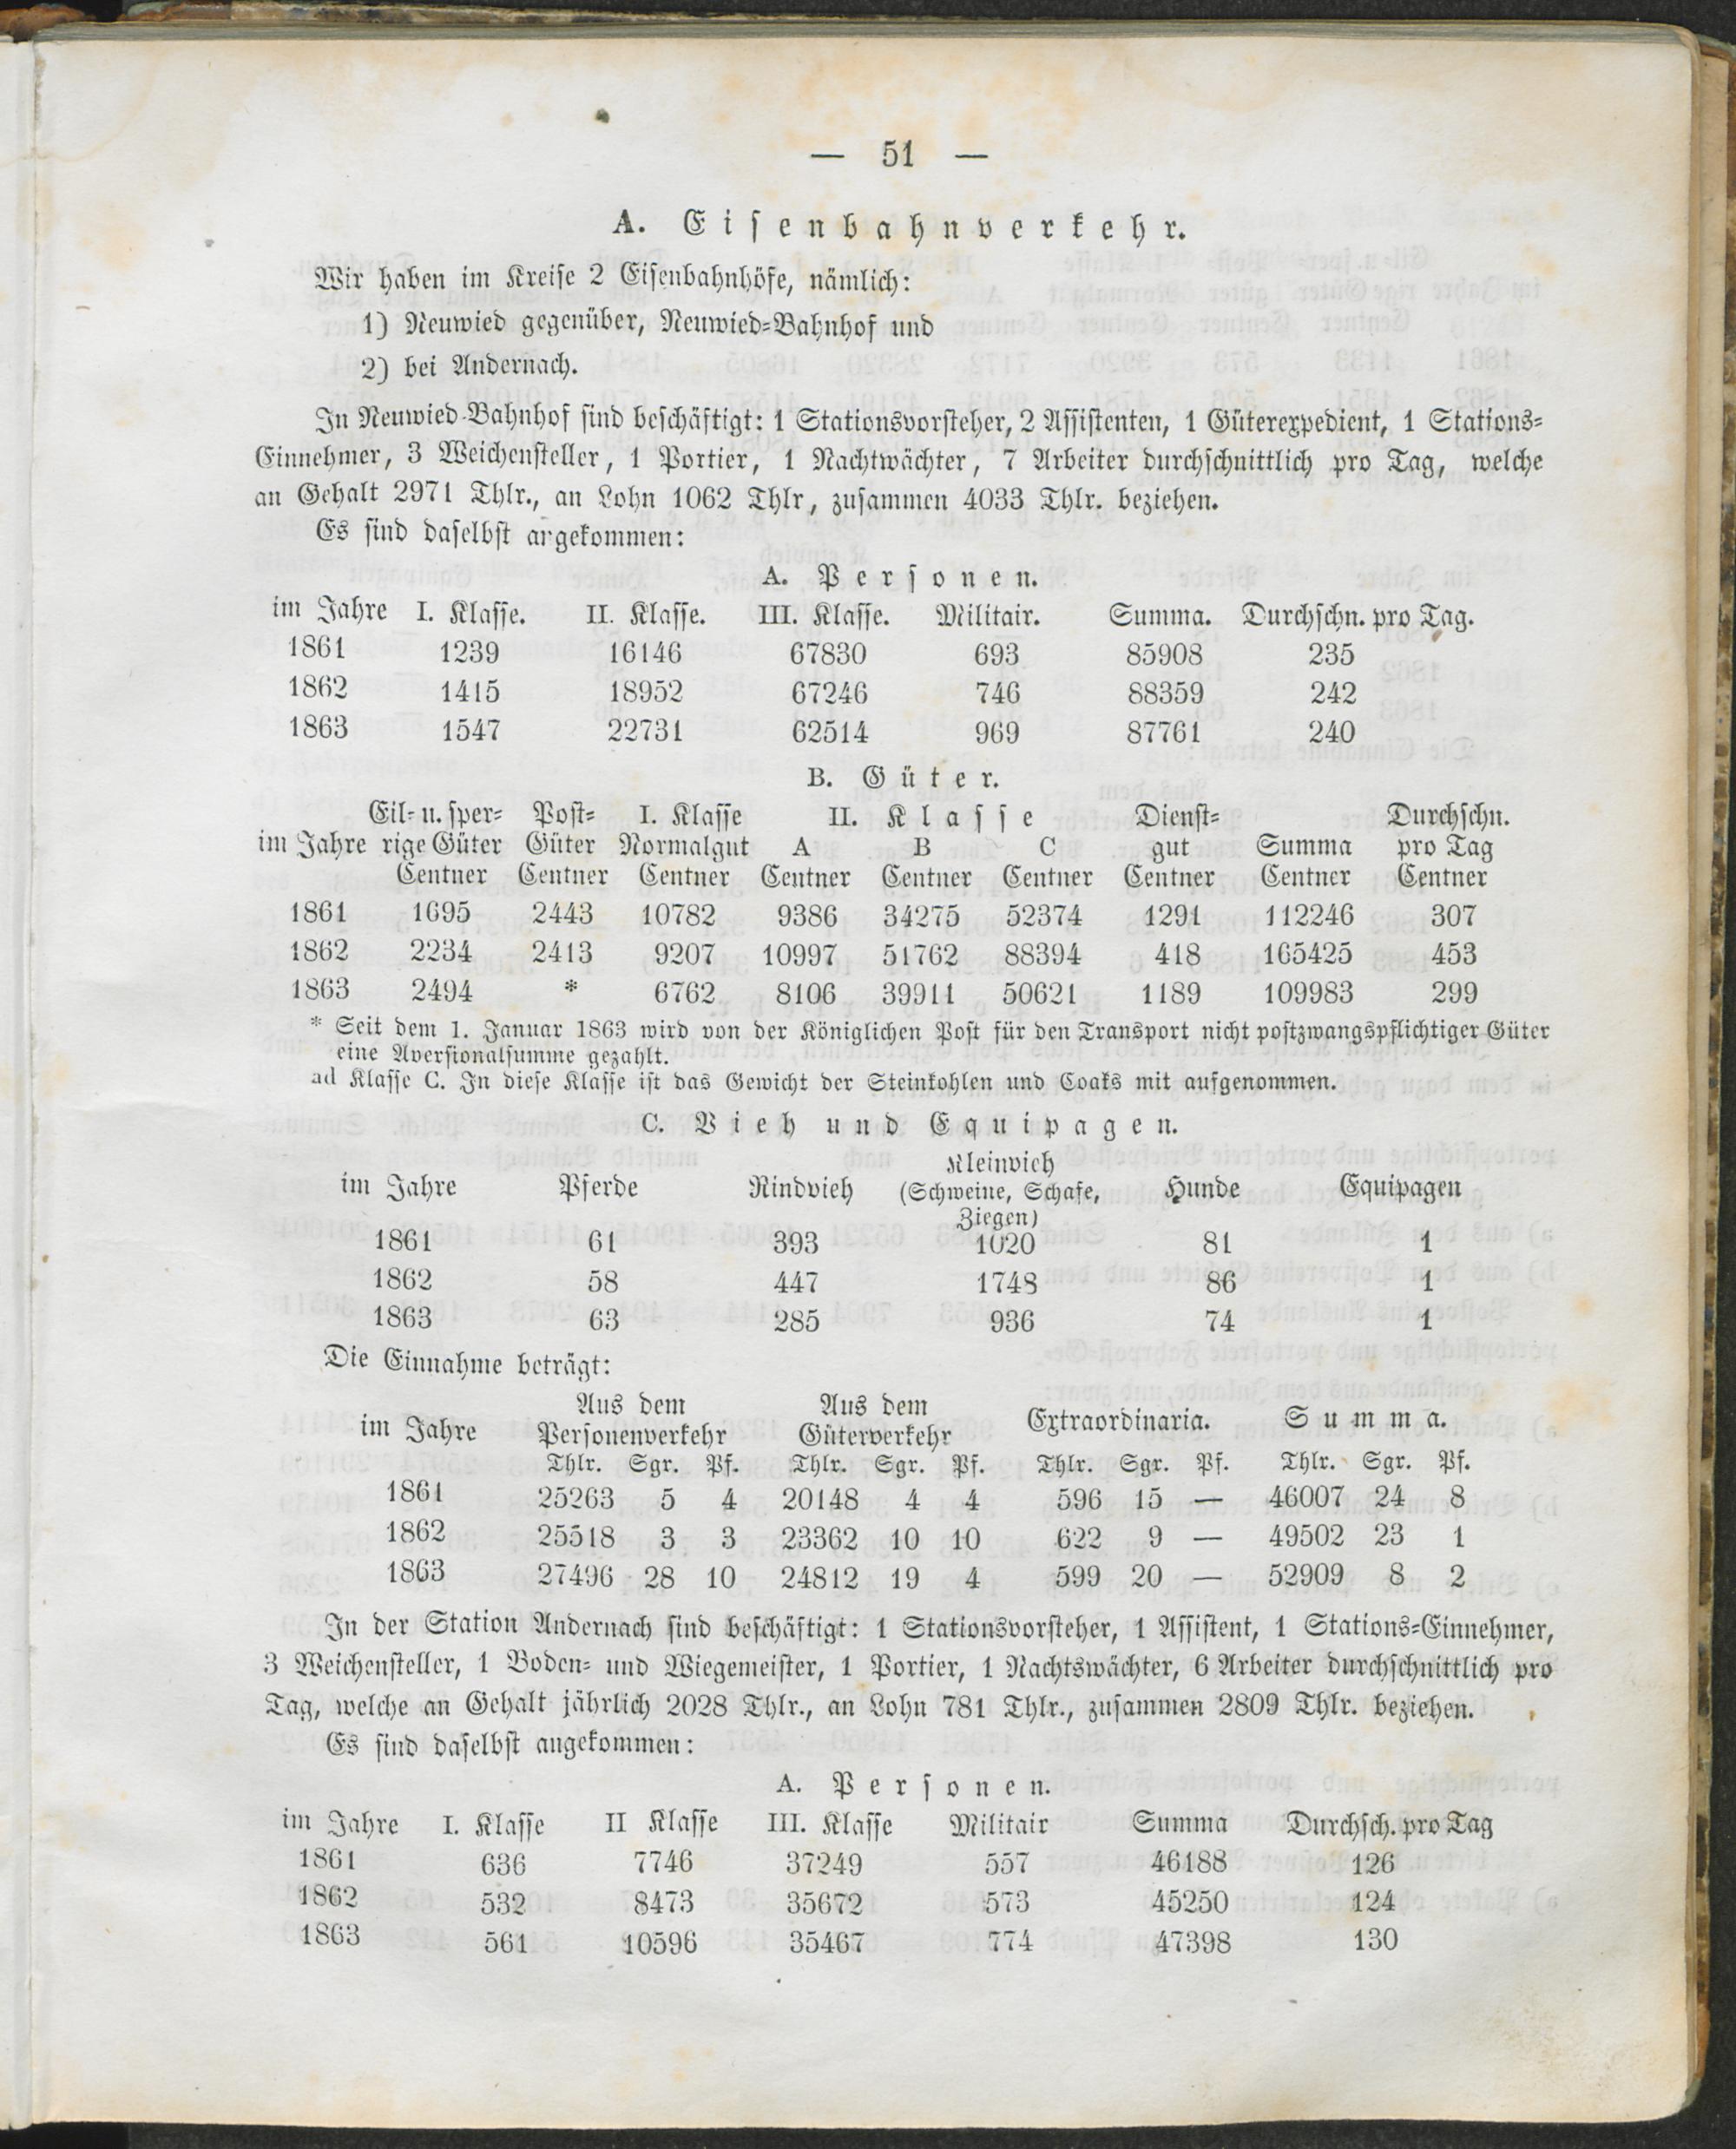 — 51 —
A. Eisenbahnverkehr.
Wir haben im Kreise 2 Eisenbahnhöfe, nämlich:
1) Neuwied gegenüber, Neuwied=Bahnhof und
2) bei Andernach.
In Neuwied-Bahnhof sind beschäftigt: 1 Stationsvorsteher, 2 Assistenten, 1 Güterexpedient, 1 Stations=
Einnehmer, 3 Weichensteller, 1 Portier, 1 Nachtwächter, 7 Arbeiter durchschnittlich pro Tag, welche
an Gehalt 2971 Thlr., an Lohn 1062 Thlr, zusammen 4033 Thlr. beziehen.
Es sind daselbst angekommen:
A. Personen.
im Jahre I. Klasse. II. Klasse. III. Klasse. Militair. Summa. Durchschn. pro Tag.
1861 1239 16146 67830 693 85908 235
1862 1415 18952 67246 746 88359 242
1863 1547 22731 62514 969 87761 240
B. Güter.
Eil= u. sper= Post= I. Klasse II. Klasse Dienst= Durchschn.
im Jahre rige Güter Güter Normalgut A B C gut Summa pro Tag
Centner Centner Centner Centner Centner Centner Centner Centner Centner
1861 1695 2443 10782 9386 34275 52374 1291 112246 307
1862 2234 2413 9207 10997 51762 88394 418 165425 453
1863 2494 * 6762 8106 39911 50621 1189 109983 299
* Seit dem 1. Januar 1863 wird von der Königlichen Post für den Transport nicht postzwangspflichtiger Güter
eine Aversionalsumme gezahlt.
ad Klasse C. In diese Klasse ist das Gewicht der Steinkohlen und Coaks mit aufgenommen.
C. Vieh und Equipagen.
Kleinvieh
im Jahre Pferde Rindvieh (Schweine, Schafe, Hunde Equipagen
Ziegen)
1861 61 393 1020 81 1
1862 58 447 1748 86 1
1863 63 285 936 74 1
Die Einnahme beträgt:
Aus dem Aus dem
im Jahre Personenverkehr Güterverkehr Extraordinaria. Summa.
Thlr. Sgr. Pf. Thlr. Sgr. Pf. Thlr. Sgr. Pf. Thlr. Sgr. Pf.
1861 25263 5 4 20148 4 4 596 15 — 46007 24 8
1862 25518 3 3 23362 10 10 622 9 — 49502 23 1
1863 27496 28 10 24812 19 4 599 20 — 52909 8 2
In der Station Andernach sind beschäftigt: 1 Stationsvorsteher, 1 Assistent, 1 Stations=Einnehmer,
3 Weichensteller, 1 Boden= und Wiegemeister, 1 Portier, 1 Nachtswächter, 6 Arbeiter durchschnittlich pro
Tag, welche an Gehalt jährlich 2028 Thlr., an Lohn 781 Thlr., zusammen 2809 Thlr. beziehen.
Es sind daselbst angekommen:
A. Personen.
im Jahre I. Klasse II Klasse III. Klasse Militair Summa Durchsch. pro Tag
1861 636 7746 37249 557 46188 126
1862 532 8473 35672 573 45250 124
1863 561 10596 35467 774 47398 130